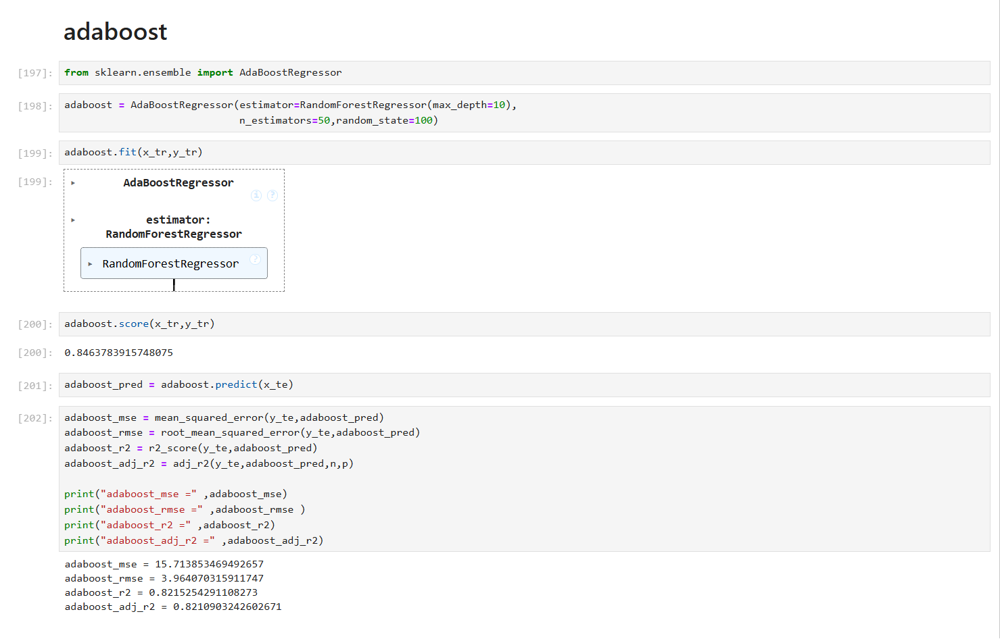 adaboost
[197]: from sklearn.ensemble import AdaBoostRegressor
[198]: adaboost = AdaBoostRegressor(estimator=RandomForestRegressor(max_depth=10),
n_estimators=50,random_state=100)
[199]: adaboost.fit(x_tr,y_tr)
[199]: AdaBoostRegressor
i ?
estimator:
RandomForestRegressor
RandomForestRegressor ?
[200]: adaboost.score(x_tr,y_tr)
[200]: 0.8463783915748075
[201]: adaboost_pred = adaboost.predict(x_te)
[202]: adaboost_mse = mean_squared_error(y_te,adaboost_pred)
adaboost_rmse = root_mean_squared_error(y_te,adaboost_pred)
adaboost_r2 = r2_score(y_te,adaboost_pred)
adaboost_adj_r2 = adj_r2(y_te,adaboost_pred,n,p)
print("adaboost_mse =" ,adaboost_mse)
print("adaboost_rmse =" ,adaboost_rmse )
print("adaboost_r2 =" ,adaboost_r2)
print("adaboost_adj_r2 =" ,adaboost_adj_r2)
adaboost_mse = 15.713853469492657
adaboost_rmse = 3.964070315911747
adaboost_r2 = 0.8215254291108273
adaboost_adj_r2 = 0.8210903242602671